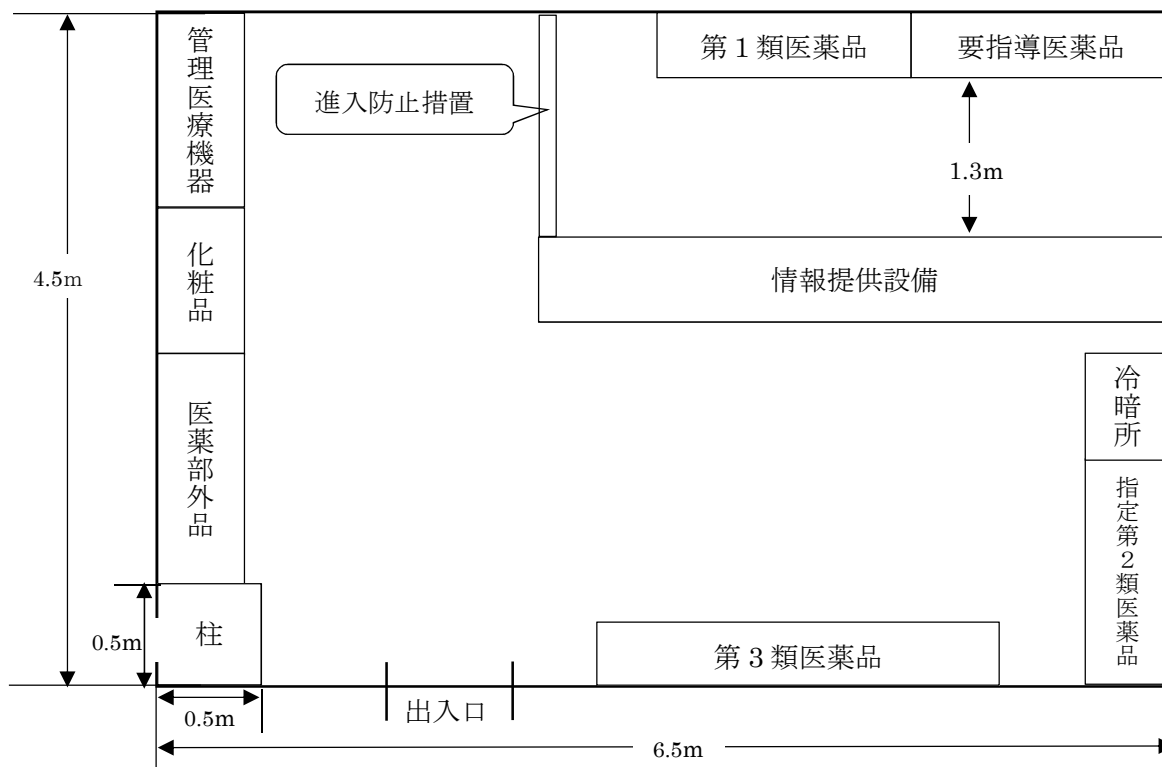 管理医療機器
第１類医薬品
要指導医薬品
進入防止措置
1.3m
化粧品
4.5m
情報提供設備
冷暗所
医薬部外品
指定第２類医薬品
0.5m
柱
第３類医薬品
0.5m
出入口
6.5m